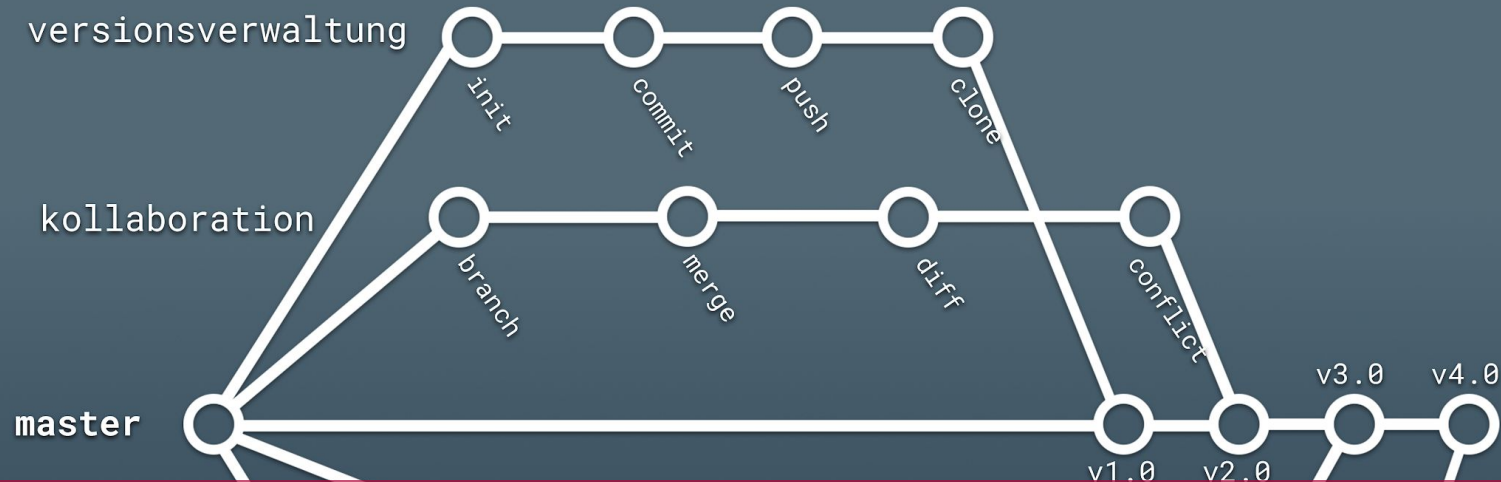 versionsverwaltung
init
commit
push
clone
kollaboration
branch
merge
diff
conflict
v3.0
v4.0
master
v1.0
v2.0